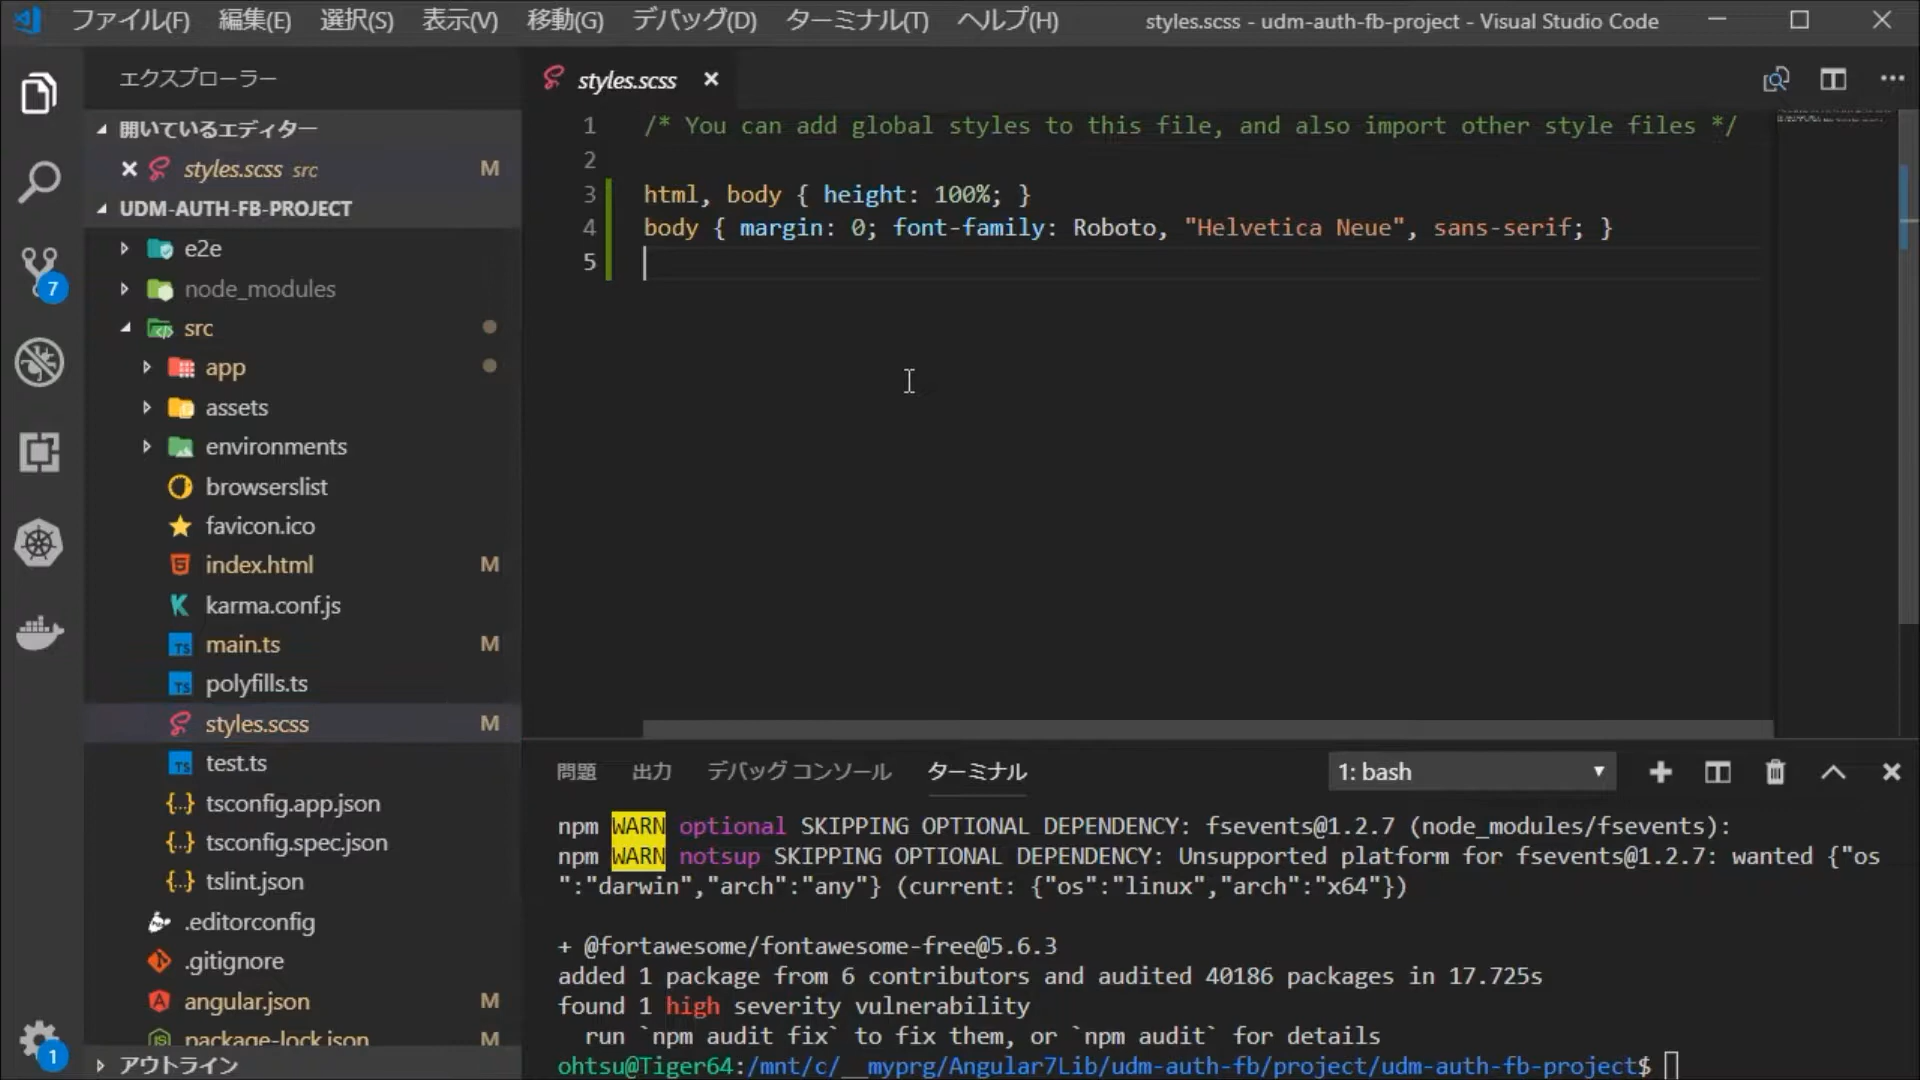 ファイル(F) 編集(E) 選択(S) 表示(V) 移動(G) デバッグ(D) ターミナル(T) ヘルプ(H) styles.scss - udm-auth-fb-project - Visual Studio Code
エクスプローラー
開いているエディター
styles.scss src M
UDM-AUTH-FB-PROJECT
e2e
node_modules
src
app
assets
environments
browserslist
favicon.ico
index.html M
karma.conf.js
main.ts M
polyfills.ts
styles.scss M
test.ts
tsconfig.app.json
tsconfig.spec.json
tslint.json
.editorconfig
.gitignore
angular.json M
package-lock.json M
アウトライン
7
1
styles.scss
1 /* You can add global styles to this file, and also import other style files */
2
3 html, body { height: 100%; }
4 body { margin: 0; font-family: Roboto, "Helvetica Neue", sans-serif; }
5
問題 出力 デバッグ コンソール ターミナル 1: bash
npm WARN optional SKIPPING OPTIONAL DEPENDENCY: fsevents@1.2.7 (node_modules/fsevents):
npm WARN notsup SKIPPING OPTIONAL DEPENDENCY: Unsupported platform for fsevents@1.2.7: wanted {"os
":"darwin","arch":"any"} (current: {"os":"linux","arch":"x64"})
+ @fortawesome/fontawesome-free@5.6.3
added 1 package from 6 contributors and audited 40186 packages in 17.725s
found 1 high severity vulnerability
run `npm audit fix` to fix them, or `npm audit` for details
ohtsu@Tiger64:/mnt/c/__myprg/Angular7Lib/udm-auth-fb/project/udm-auth-fb-project$